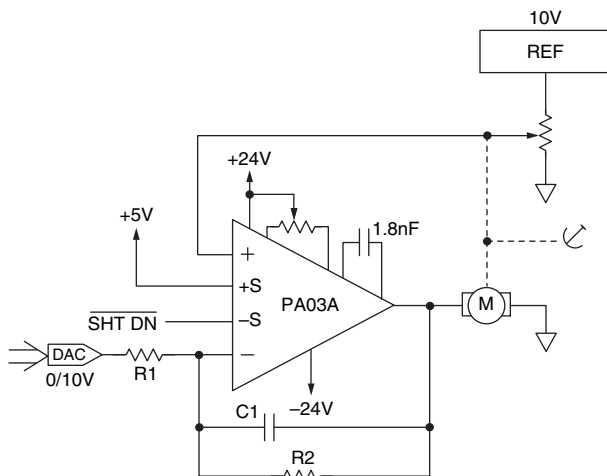 10V
REF
+24V
+5V
1.8nF
+
+S
PA03A
M
SHT DN
–S
DAC
–
0/10V
R1
–24V
C1
R2